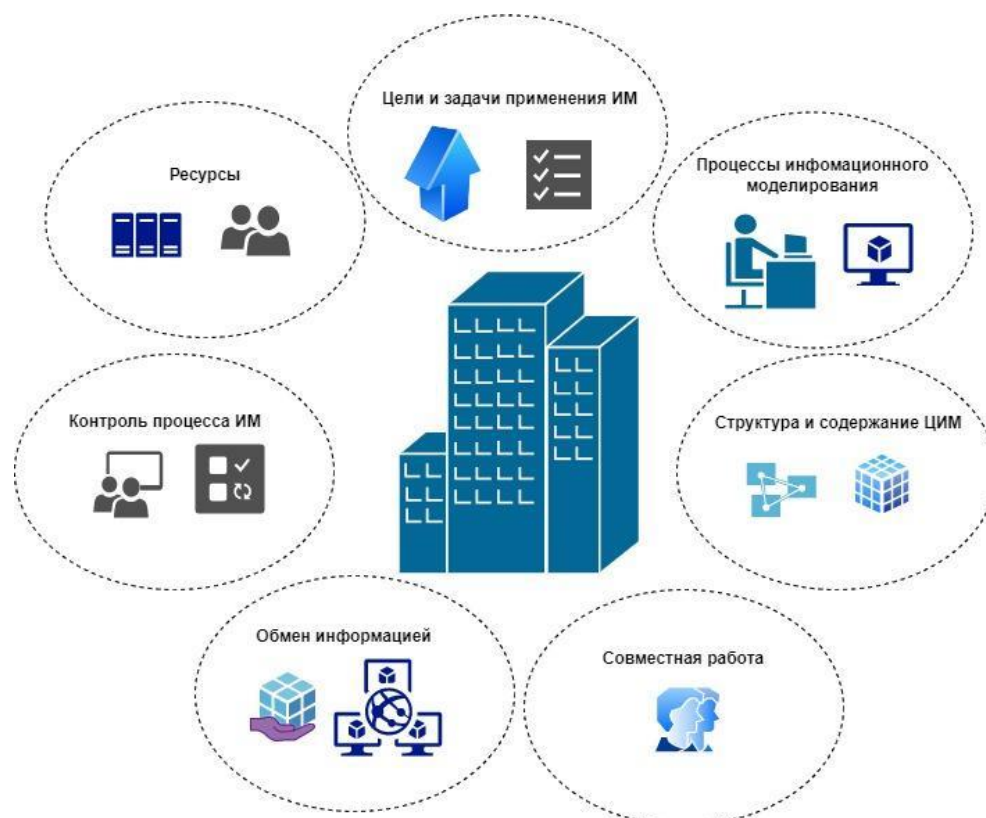 Цели и задачи применения ИМ
Ресурсы
Процессы инфомационного
моделирования
Контроль процесса ИМ
Структура и содержание ЦИМ
Обмен информацией
Совместная работа